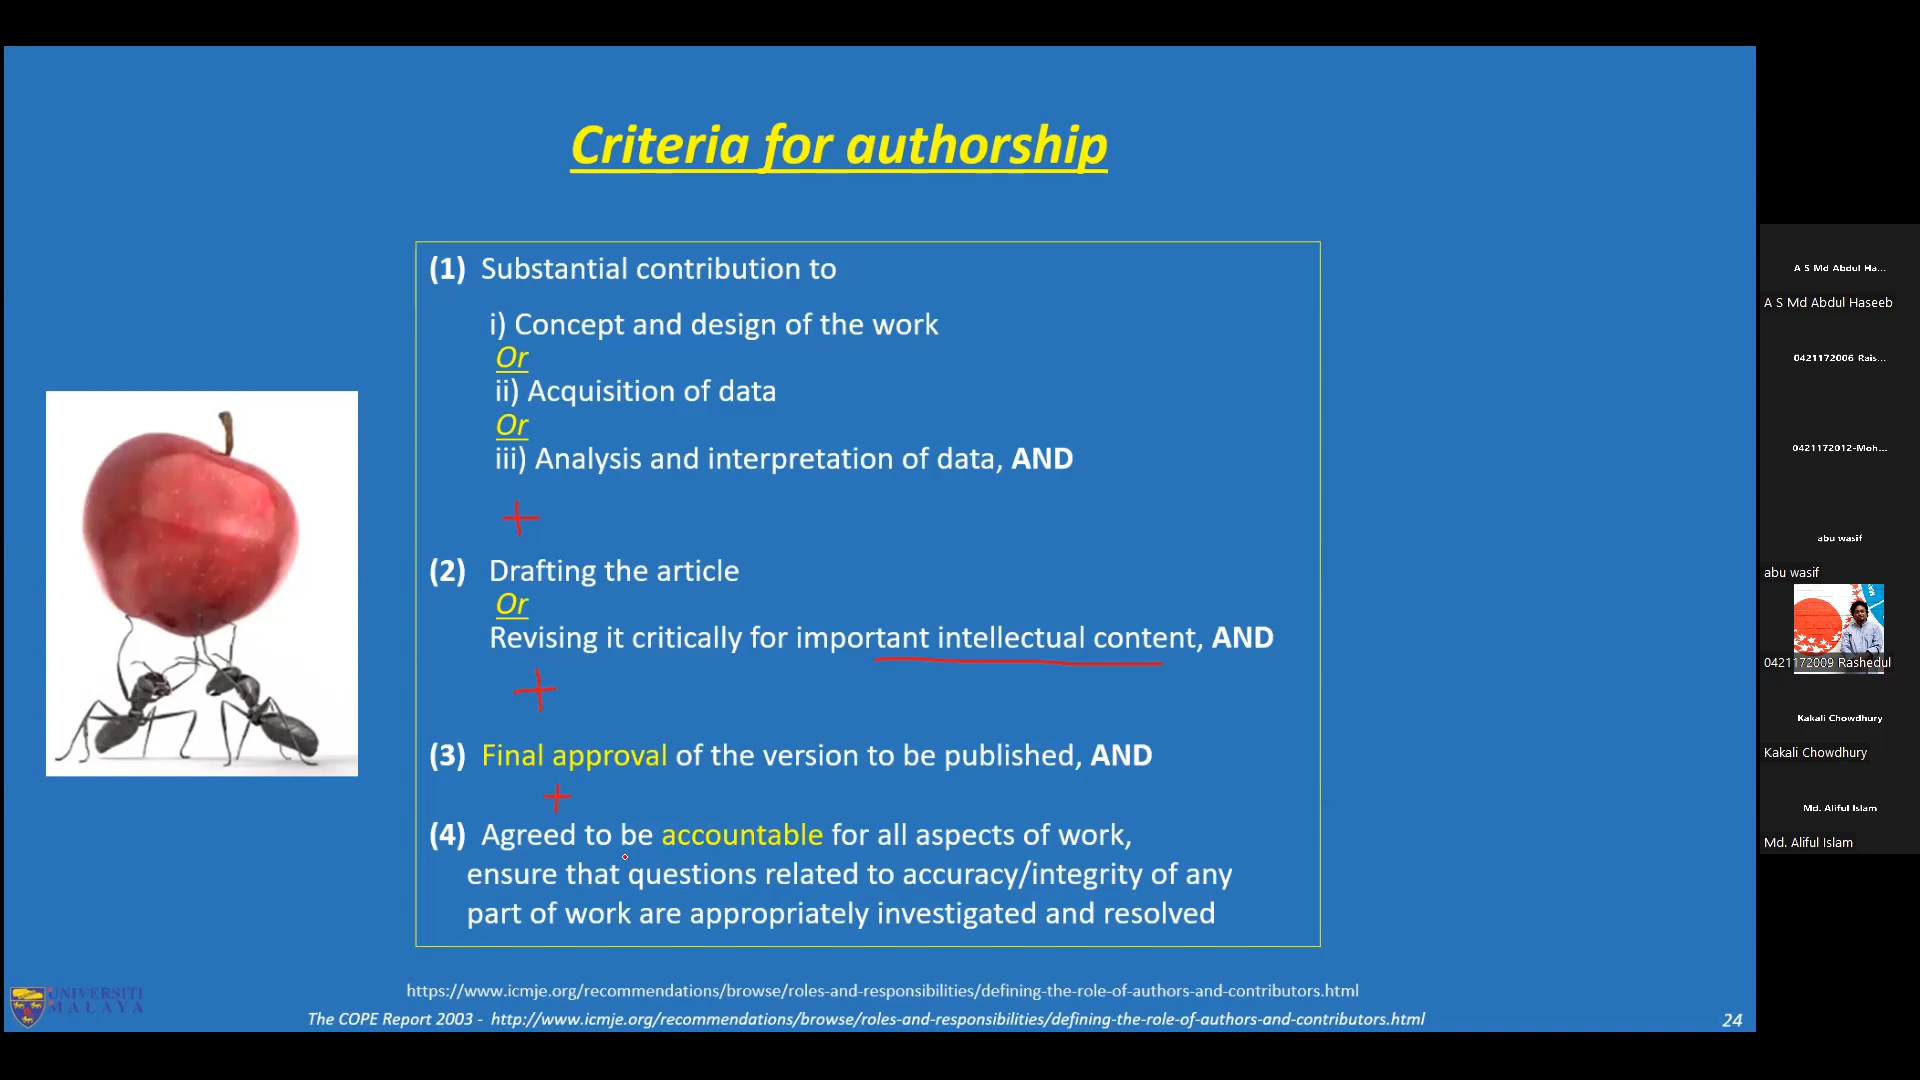 Criteria for authorship
(1) Substantial contribution to
i) Concept and design of the work
Or
ii) Acquisition of data
Or
iii) Analysis and interpretation of data, AND
+
(2) Drafting the article
Or
Revising it critically for important intellectual content, AND
+
(3) Final approval of the version to be published, AND
+
(4) Agreed to be accountable for all aspects of work,
ensure that questions related to accuracy/integrity of any
part of work are appropriately investigated and resolved
UNIVERSITI
MALAYA
https://www.icmje.org/recommendations/browse/roles-and-responsibilities/defining-the-role-of-authors-and-contributors.html
The COPE Report 2003 - http://www.icmje.org/recommendations/browse/roles-and-responsibilities/defining-the-role-of-authors-and-contributors.html
24
A S Md Abdul Ha...
A S Md Abdul Haseeb
0421172006 Rais...
0421172012-Moh...
abu wasif
abu wasif
0421172009 Rashedul
Kakali Chowdhury
Kakali Chowdhury
Md. Aliful Islam
Md. Aliful Islam